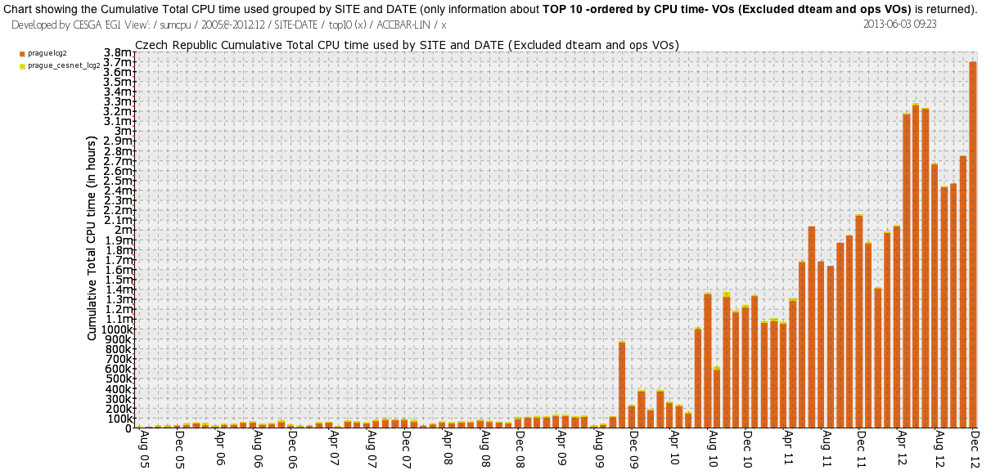 Chart showing the Cumulative Total CPU time used grouped by SITE and DATE (only information about TOP 10 -ordered by CPU time- VOs (Excluded dteam and ops VOs) is returned).
Developed by CESGA 'EGI View': / sumcpu / 2005:8-2012:12 / SITE-DATE / top10 (x) / ACCBAR-LIN / x
2013-06-03 09:23
Czech Republic Cumulative Total CPU time used by SITE and DATE (Excluded dteam and ops VOs)
praguelcg2
prague_cesnet_lcg2
Cumulative Total CPU time (in hours)
3.8m
3.7m
3.6m
3.5m
3.4m
3.3m
3.2m
3.1m
3m
2.9m
2.8m
2.7m
2.6m
2.5m
2.4m
2.3m
2.2m
2.1m
2m
1.9m
1.8m
1.7m
1.6m
1.5m
1.4m
1.3m
1.2m
1.1m
1000k
900k
800k
700k
600k
500k
400k
300k
200k
100k
0
Aug 05
Dec 05
Apr 06
Aug 06
Dec 06
Apr 07
Aug 07
Dec 07
Apr 08
Aug 08
Dec 08
Apr 09
Aug 09
Dec 09
Apr 10
Aug 10
Dec 10
Apr 11
Aug 11
Dec 11
Apr 12
Aug 12
Dec 12